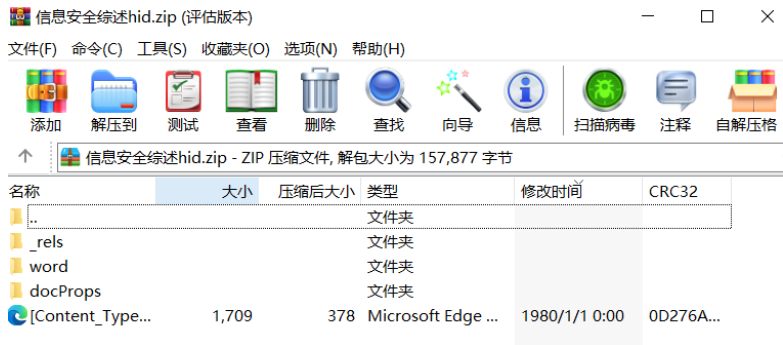 信息安全综述hid.zip (评估版本)
文件(F) 命令(C) 工具(S) 收藏夹(O) 选项(N) 帮助(H)
添加 解压到 测试 查看 删除 查找 向导 信息 扫描病毒 注释 自解压格
信息安全综述hid.zip - ZIP 压缩文件, 解包大小为 157,877 字节
名称 大小 压缩后大小 类型 修改时间 CRC32
.. 文件夹
_rels 文件夹
word 文件夹
docProps 文件夹
[Content_Type... 1,709 378 Microsoft Edge ... 1980/1/1 0:00 0D276A...